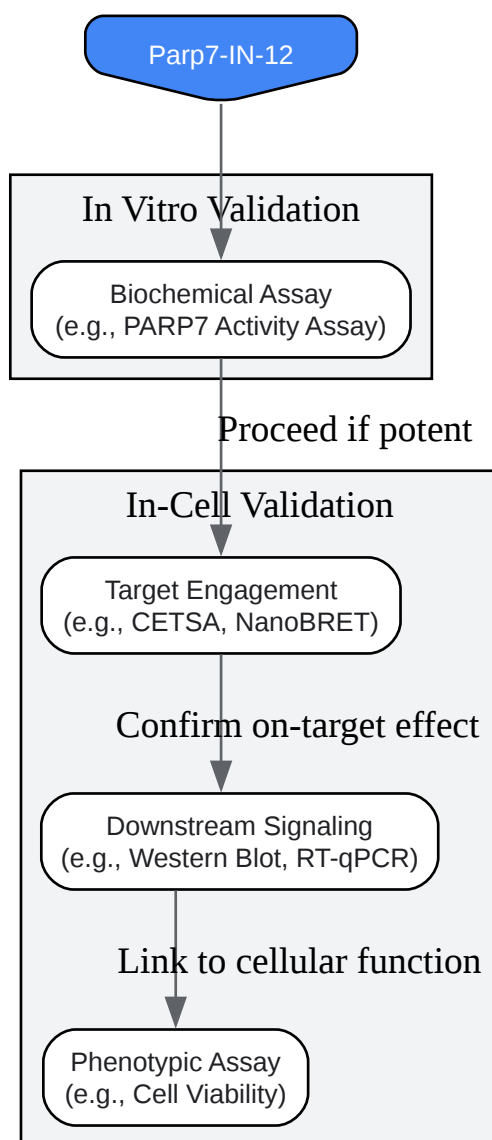 Parp7-IN-12
In Vitro Validation
Biochemical Assay
(e.g., PARP7 Activity Assay)
Proceed if potent
In-Cell Validation
Target Engagement
(e.g., CETSA, NanoBRET)
Confirm on-target effect
Downstream Signaling
(e.g., Western Blot, RT-qPCR)
Link to cellular function
Phenotypic Assay
(e.g., Cell Viability)